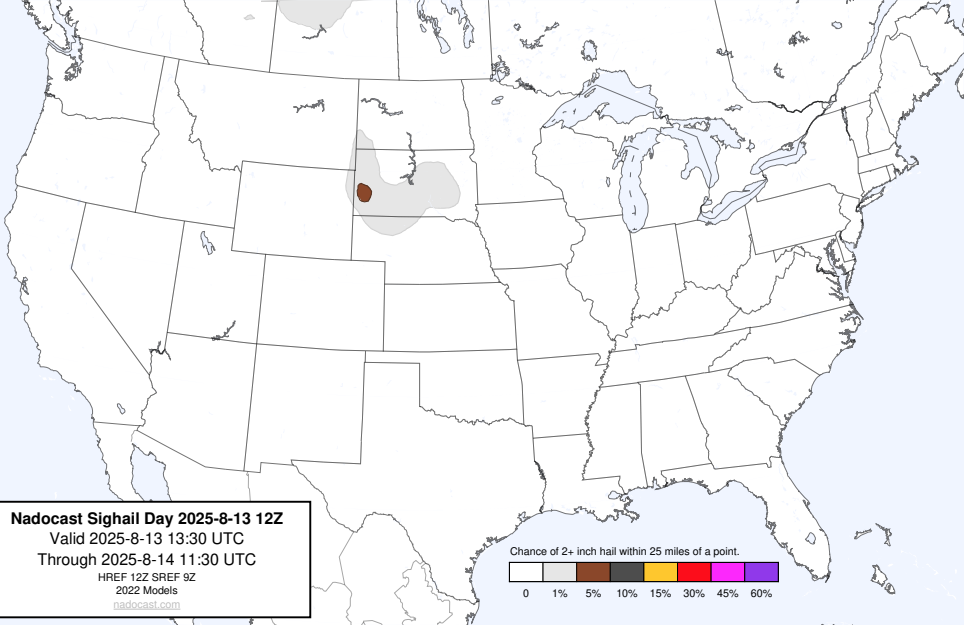 Nadocast Sighail Day 2025-8-13 12Z
Valid 2025-8-13 13:30 UTC
Through 2025-8-14 11:30 UTC
HREF 12Z SREF 9Z
2022 Models
nadocast.com
Chance of 2+ inch hail within 25 miles of a point.
0 1% 5% 10% 15% 30% 45% 60%